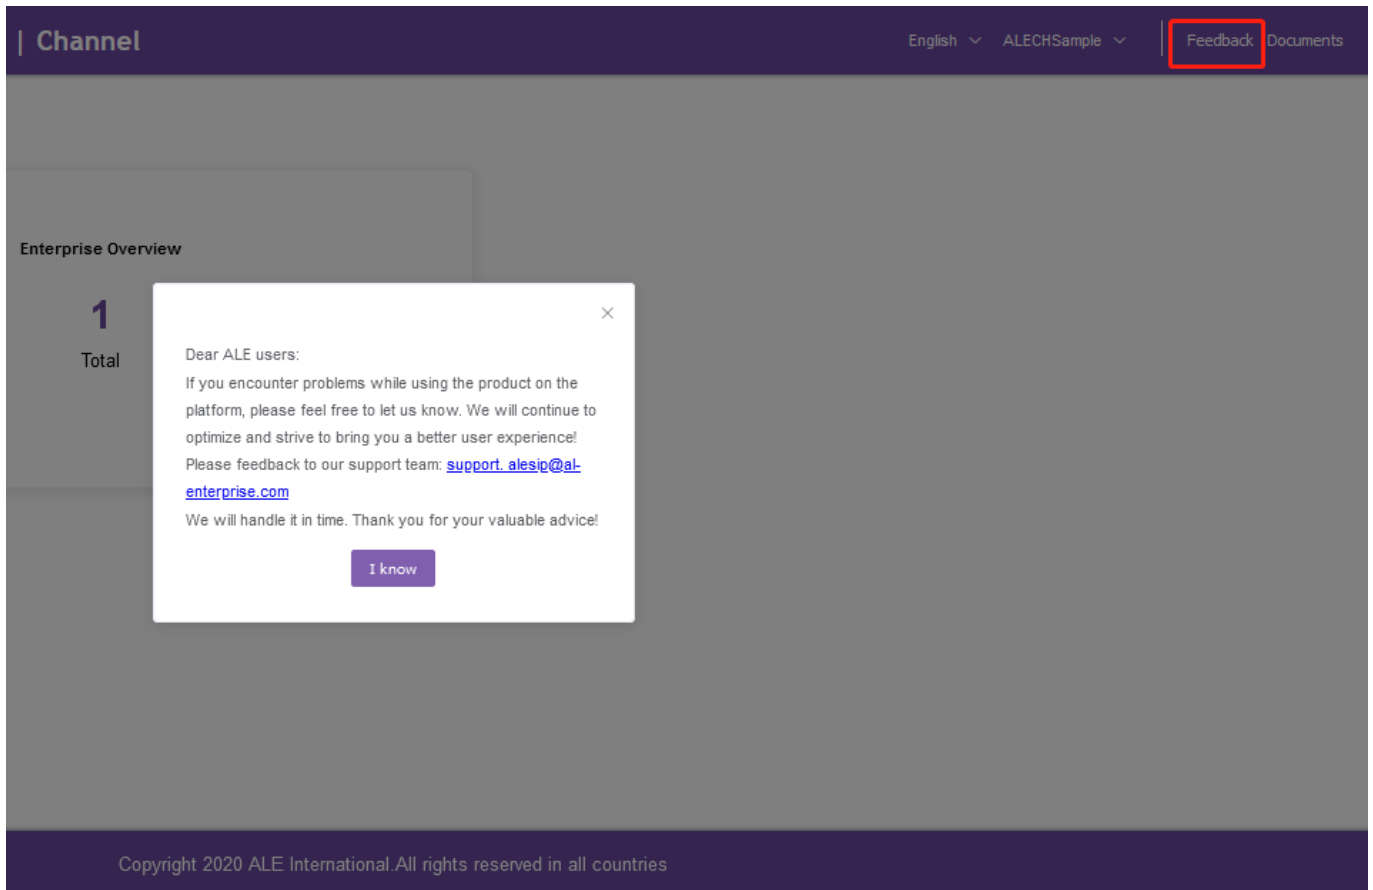 | Channel
English ALECHSample Feedback Documents
Enterprise Overview
1
Total
Dear ALE users:
If you encounter problems while using the product on the
platform, please feel free to let us know. We will continue to
optimize and strive to bring you a better user experience!
Please feedback to our support team: support. alesip@al-
enterprise.com
We will handle it in time. Thank you for your valuable advice!
I know
Copyright 2020 ALE International.All rights reserved in all countries